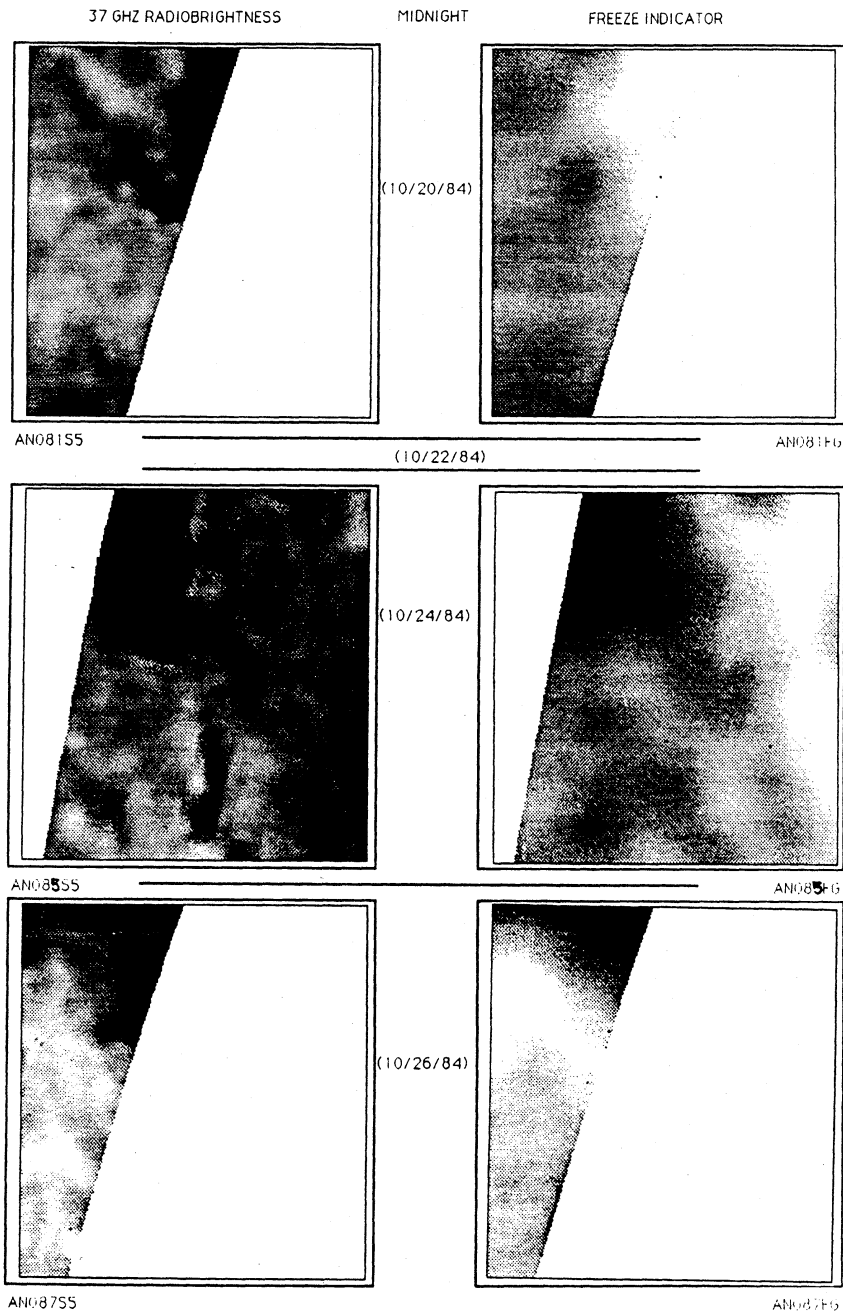 37 GHZ RADIOBRIGHTNESS MIDNIGHT FREEZE INDICATOR
(10/20/84)
AN081S5 AN081FG
(10/22/84)
(10/24/84)
AN085S5 AN085FG
(10/26/84)
AN087S5 AN087FG